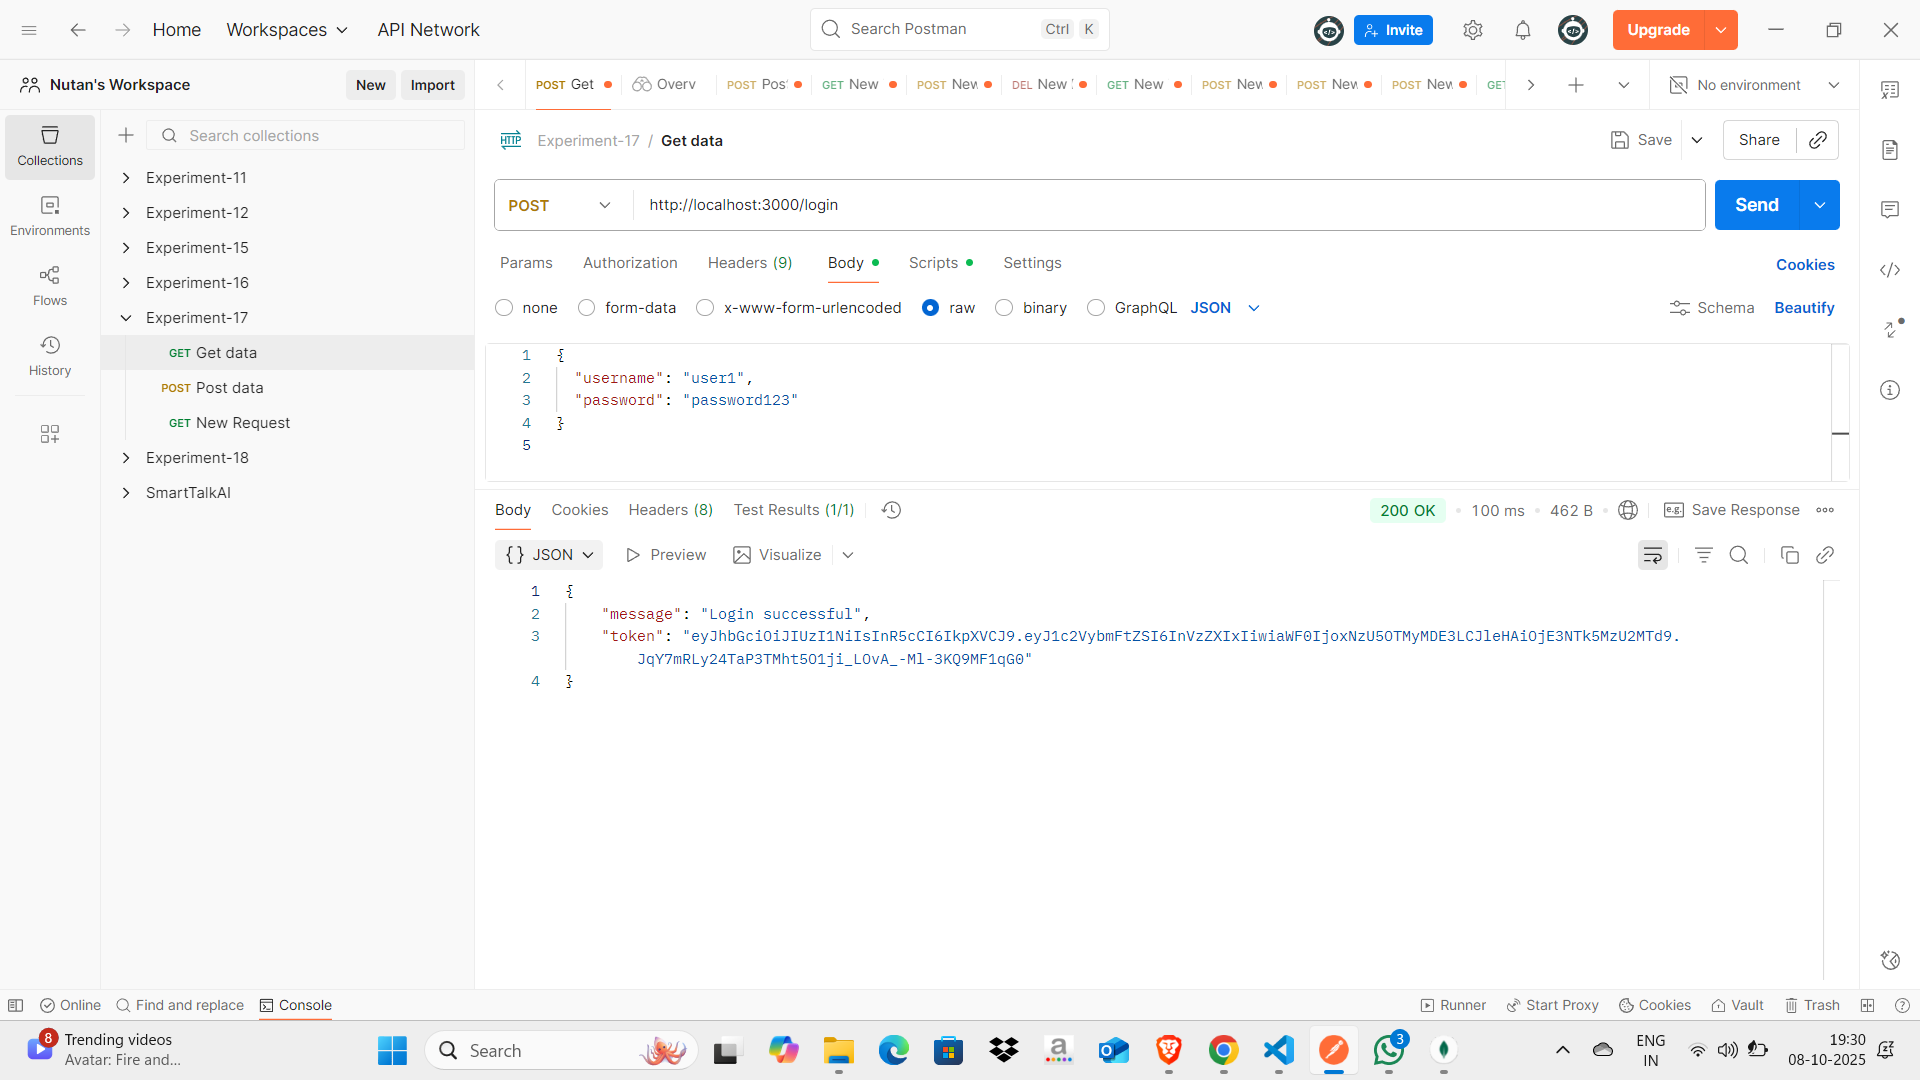 Home
Workspaces
API Network
Search Postman
Ctrl
K
Invite
Upgrade
Nutan's Workspace
New
Import
POST Get
Overv
POST Pos
GET New
POST New
DEL New
GET New
POST New
POST New
POST New
GET
No environment
Collections
Environments
Flows
History
Search collections
Experiment-11
Experiment-12
Experiment-15
Experiment-16
Experiment-17
GET Get data
POST Post data
GET New Request
Experiment-18
SmartTalkAI
HTTP
Experiment-17 / Get data
Save
Share
POST
http://localhost:3000/login
Send
Params
Authorization
Headers (9)
Body
Scripts
Settings
Cookies
none
form-data
x-www-form-urlencoded
raw
binary
GraphQL
JSON
Schema
Beautify
1 {
2 "username": "user1",
3 "password": "password123"
4 }
5
Body
Cookies
Headers (8)
Test Results (1/1)
200 OK
100 ms
462 B
e.g.
Save Response
{} JSON
Preview
Visualize
1 {
2 "message": "Login successful",
3 "token": "eyJhbGciOiJIUzI1NiIsInR5cCI6IkpXVCJ9.eyJ1c2VybmFtZSI6InVzZXIxIiwiaWF0IjoxNzU5OTMyMDE3LCJleHAiOjE3NTk5MzU2MTd9.
JqY7mRLy24TaP3TMht5O1ji_LOvA_-Ml-3KQ9MF1qG0"
4 }
Online
Find and replace
Console
Runner
Start Proxy
Cookies
Vault
Trash
8
Trending videos
Avatar: Fire and...
Search
a
3
ENG
IN
19:30
08-10-2025